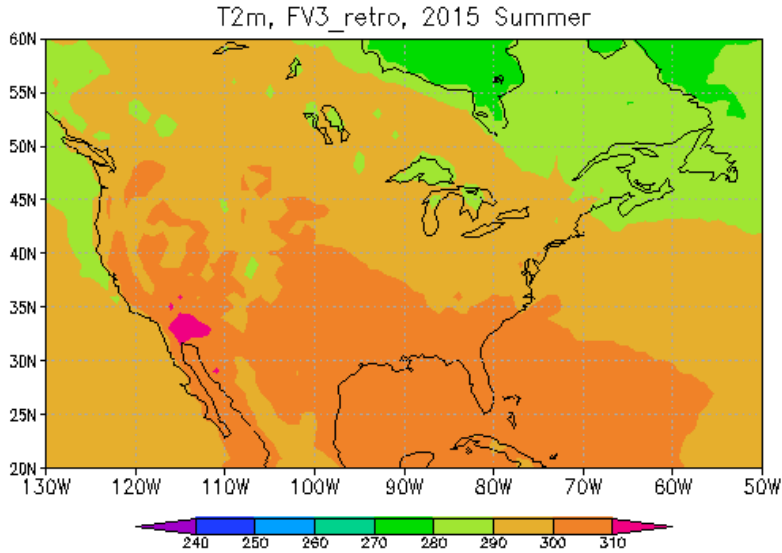 T2m, FV3_retro, 2015 Summer
60N
55N
50N
45N
40N
35N
30N
25N
20N
130W 120W 110W 100W 90W 80W 70W 60W 50W
240 250 260 270 280 290 300 310